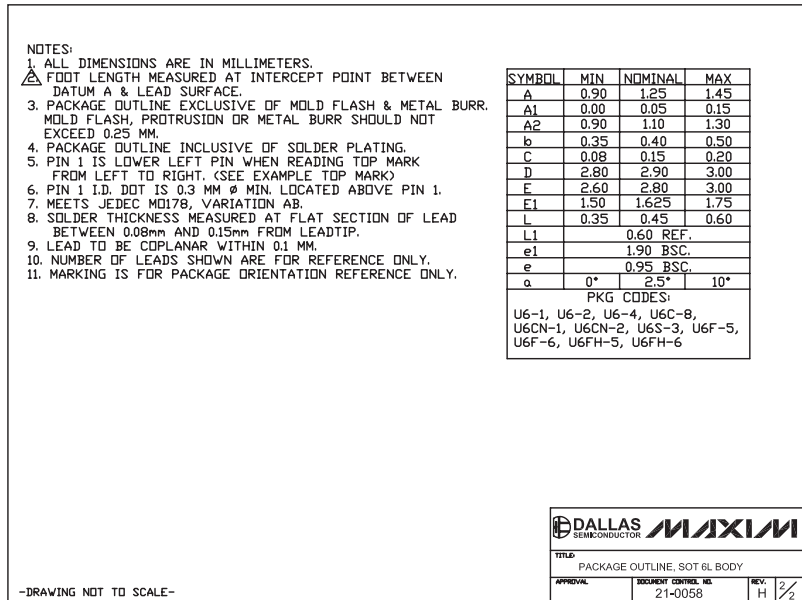 NOTES:
1. ALL DIMENSIONS ARE IN MILLIMETERS.
2. FOOT LENGTH MEASURED AT INTERCEPT POINT BETWEEN
DATUM A & LEAD SURFACE.
3. PACKAGE OUTLINE EXCLUSIVE OF MOLD FLASH & METAL BURR.
MOLD FLASH, PROTRUSION OR METAL BURR SHOULD NOT
EXCEED 0.25 MM.
4. PACKAGE OUTLINE INCLUSIVE OF SOLDER PLATING.
5. PIN 1 IS LOWER LEFT PIN WHEN READING TOP MARK
FROM LEFT TO RIGHT. (SEE EXAMPLE TOP MARK)
6. PIN 1 I.D. DOT IS 0.3 MM ø MIN. LOCATED ABOVE PIN 1.
7. MEETS JEDEC MO178, VARIATION AB.
8. SOLDER THICKNESS MEASURED AT FLAT SECTION OF LEAD
BETWEEN 0.08mm AND 0.15mm FROM LEADTIP.
9. LEAD TO BE COPLANAR WITHIN 0.1 MM.
10. NUMBER OF LEADS SHOWN ARE FOR REFERENCE ONLY.
11. MARKING IS FOR PACKAGE ORIENTATION REFERENCE ONLY.
SYMBOL MIN NOMINAL MAX
A 0.90 1.25 1.45
A1 0.00 0.05 0.15
A2 0.90 1.10 1.30
b 0.35 0.40 0.50
C 0.08 0.15 0.20
D 2.80 2.90 3.00
E 2.60 2.80 3.00
E1 1.50 1.625 1.75
L 0.35 0.45 0.60
L1 0.60 REF.
e1 1.90 BSC.
e 0.95 BSC.
α 0° 2.5° 10°
PKG CODES:
U6-1, U6-2, U6-4, U6C-8,
U6CN-1, U6CN-2, U6S-3, U6F-5,
U6F-6, U6FH-5, U6FH-6
-DRAWING NOT TO SCALE-
DALLAS SEMICONDUCTOR MAXIM
TITLE:
PACKAGE OUTLINE, SOT 6L BODY
APPROVAL DOCUMENT CONTROL NO. REV.
21-0058 H 2/2